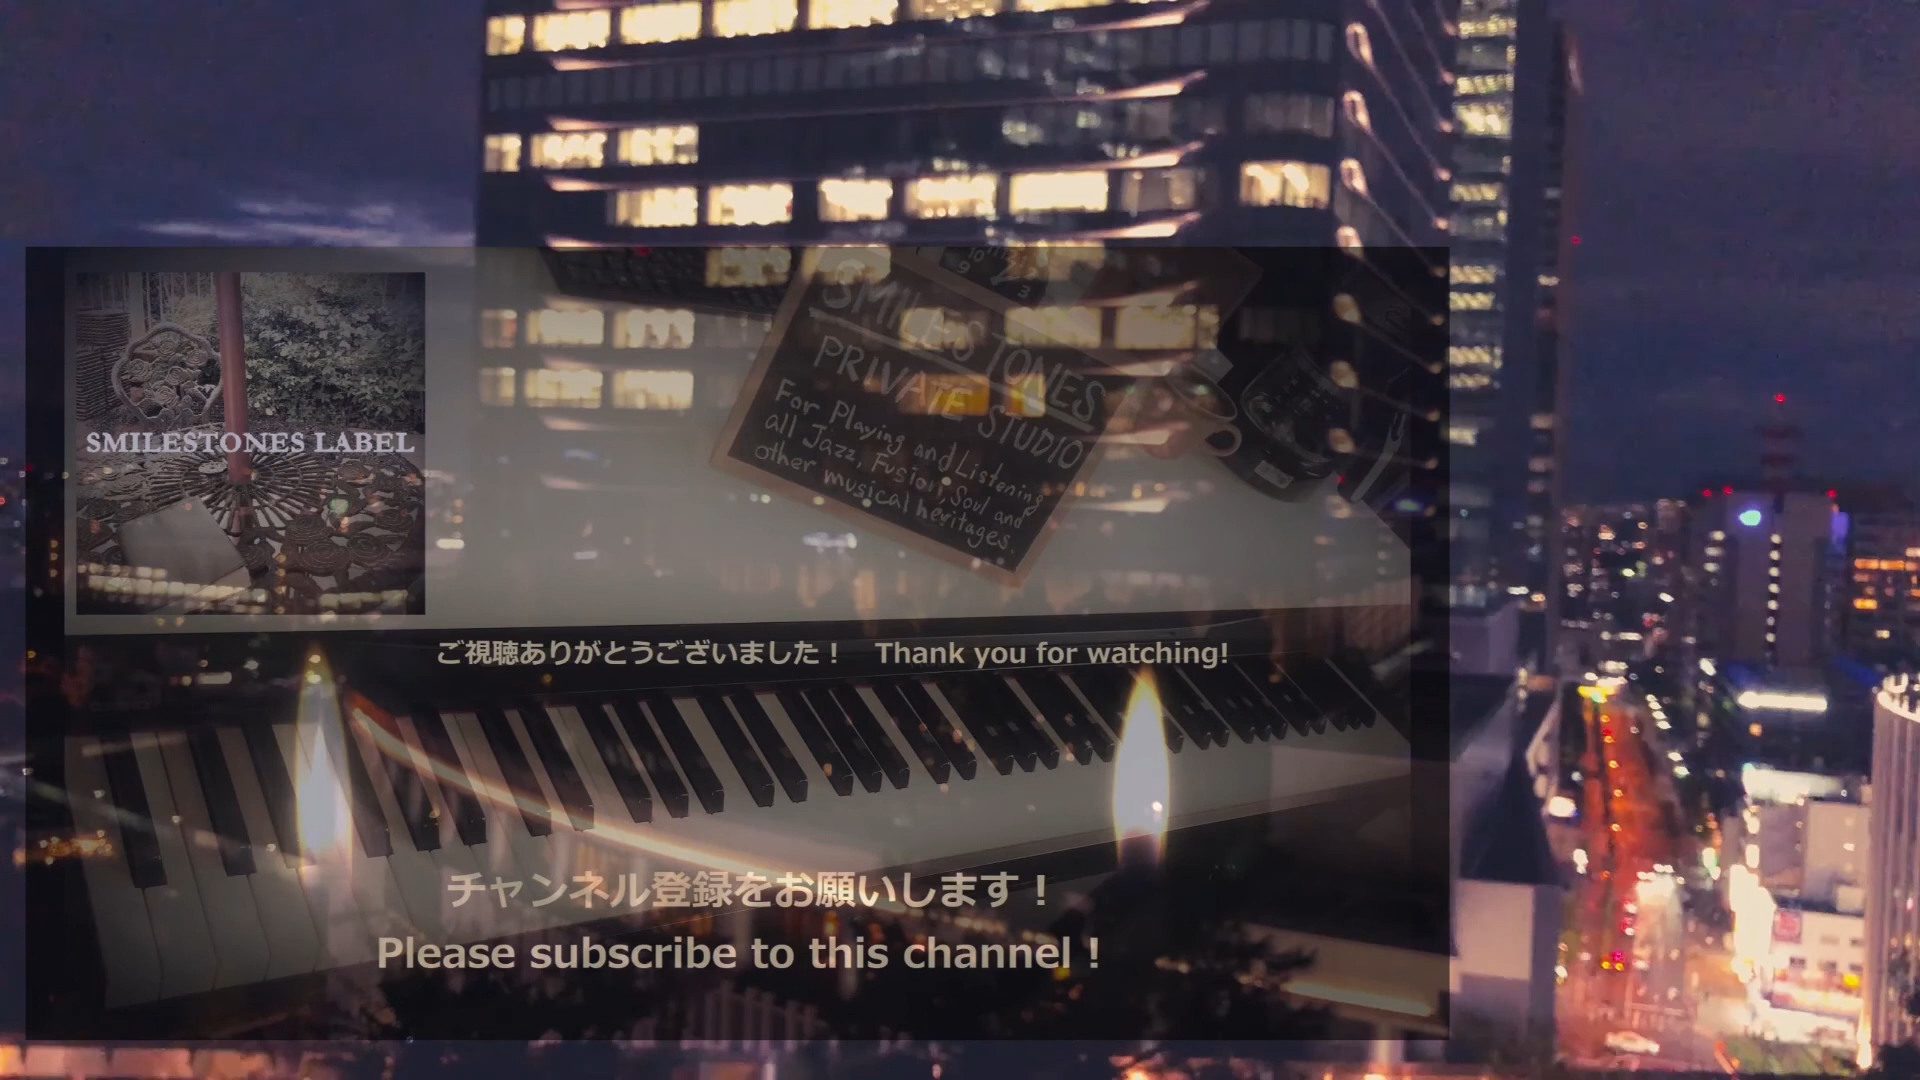 SMILES TONES
PRIVATE STUDIO
For Playing and Listening
all Jazz, Fusion, Soul and
other musical heritages.
SMILESTONES LABEL
ご視聴ありがとうございました！ Thank you for watching!
チャンネル登録をお願いします！
Please subscribe to this channel !